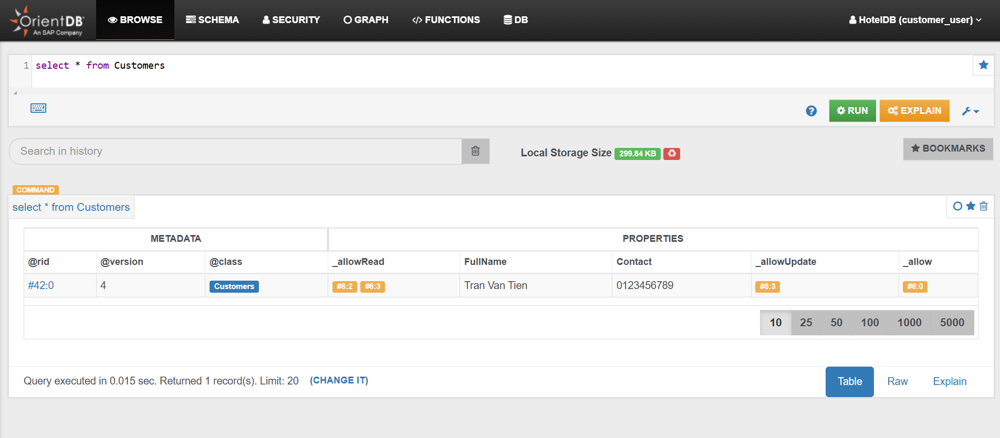 OrientDB®
An SAP Company
BROWSE SCHEMA SECURITY GRAPH FUNCTIONS DB HotelDB (customer_user)
1 select * from Customers
RUN EXPLAIN
Search in history
Local Storage Size 299.84 KB
BOOKMARKS
COMMAND
select * from Customers
METADATA PROPERTIES
@rid @version @class _allowRead FullName Contact _allowUpdate _allow
#42:0 4 Customers #6:2 #6:3 Tran Van Tien 0123456789 #6:3 #6:0
10 25 50 100 1000 5000
Query executed in 0.015 sec. Returned 1 record(s). Limit: 20 (CHANGE IT)
Table Raw Explain